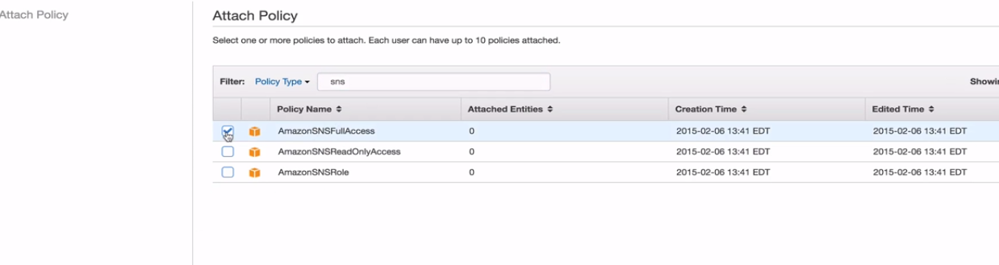 Attach Policy
Attach Policy
Select one or more policies to attach. Each user can have up to 10 policies attached.
Filter: Policy Type sns Showin
Policy Name Attached Entities Creation Time Edited Time
AmazonSNSFullAccess 0 2015-02-06 13:41 EDT 2015-02-06 13:41 EDT
AmazonSNSReadOnlyAccess 0 2015-02-06 13:41 EDT 2015-02-06 13:41 EDT
AmazonSNSRole 0 2015-02-06 13:41 EDT 2015-02-06 13:41 EDT